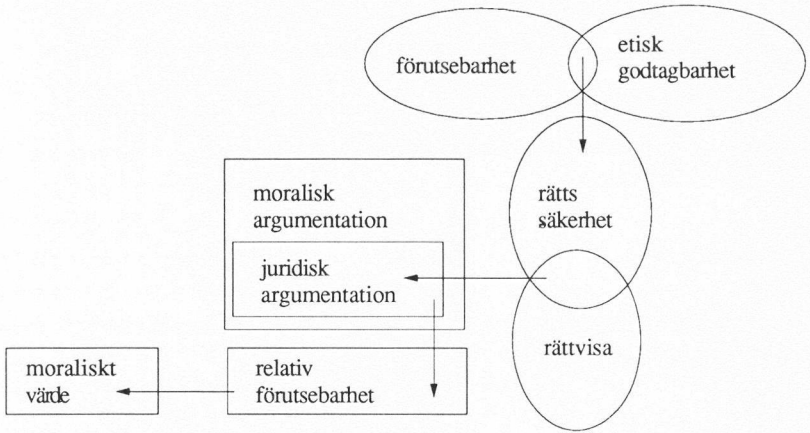 förutsebarhet
etisk
godtagbarhet
rätts
säkerhet
moralisk
argumentation
juridisk
argumentation
rättvisa
moraliskt
värde
relativ
förutsebarhet